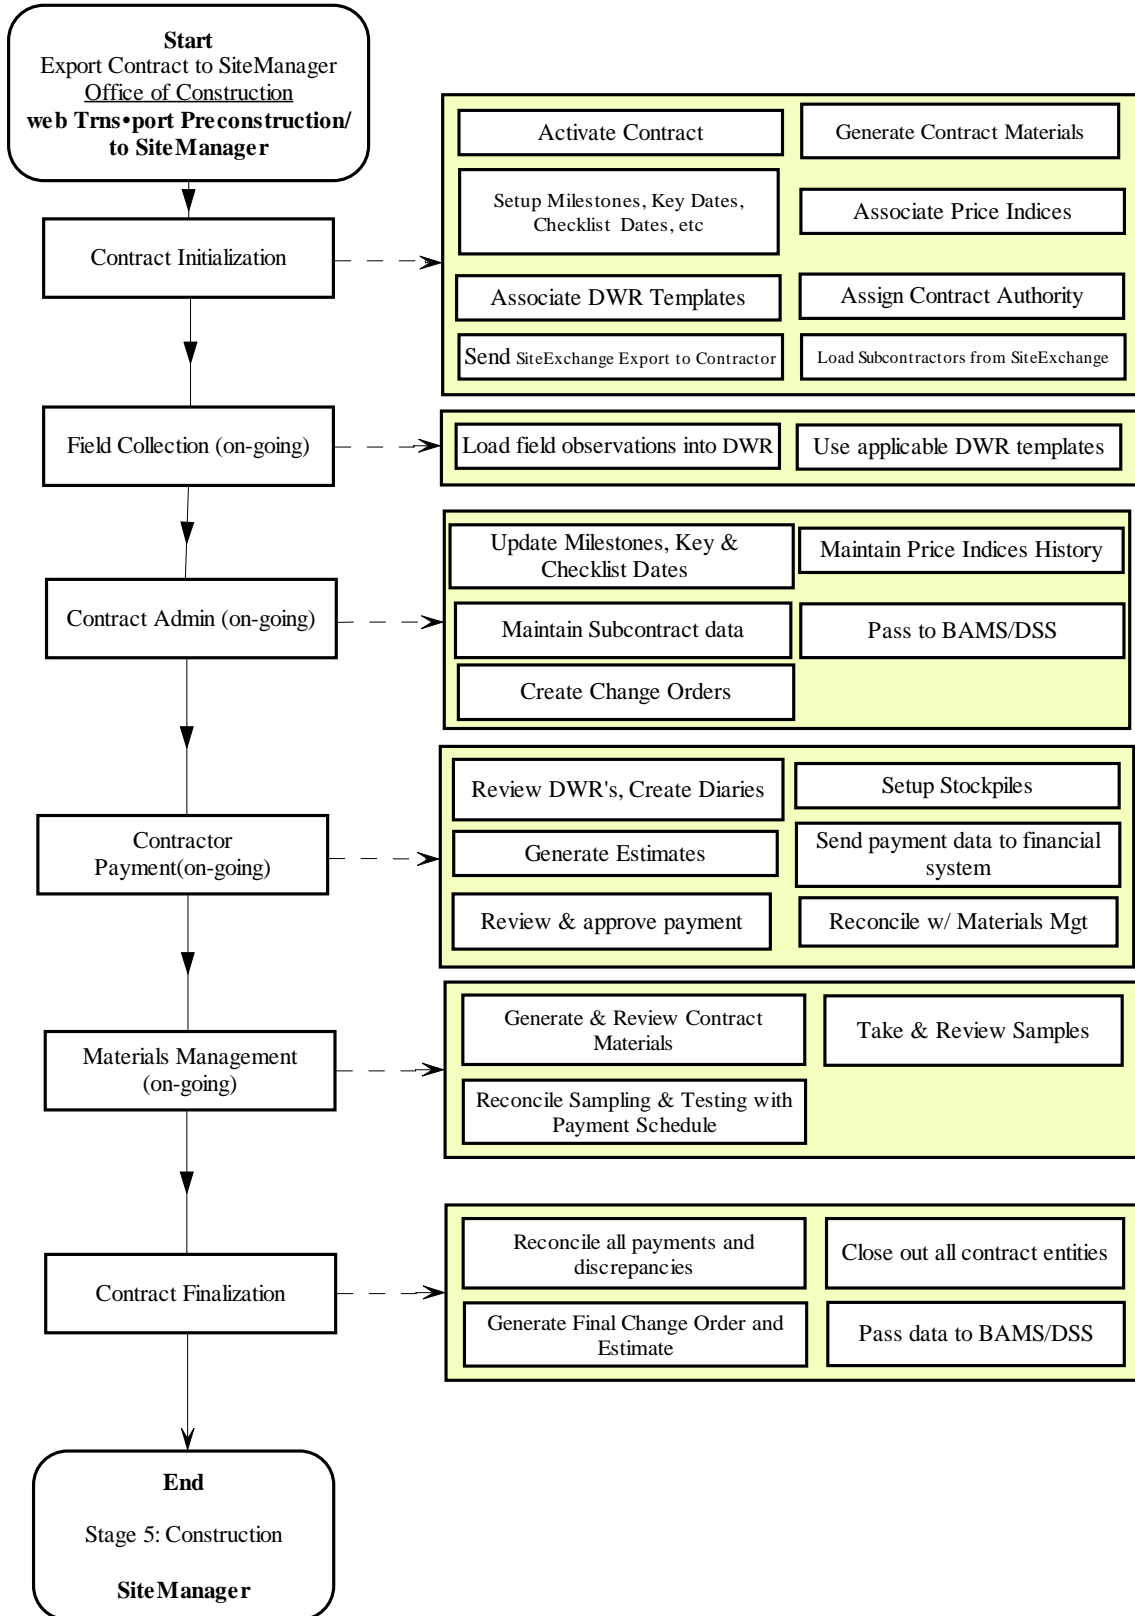 Start
Export Contract to SiteManager
Office of Construction
web Trns•port Preconstruction/
to SiteManager
Contract Initialization
Activate Contract
Generate Contract Materials
Setup Milestones, Key Dates,
Checklist Dates, etc
Associate Price Indices
Associate DWR Templates
Assign Contract Authority
Send SiteExchange Export to Contractor
Load Subcontractors from SiteExchange
Field Collection (on-going)
Load field observations into DWR
Use applicable DWR templates
Contract Admin (on-going)
Update Milestones, Key &
Checklist Dates
Maintain Price Indices History
Maintain Subcontract data
Pass to BAMS/DSS
Create Change Orders
Contractor
Payment(on-going)
Review DWR's, Create Diaries
Setup Stockpiles
Generate Estimates
Send payment data to financial
system
Review & approve payment
Reconcile w/ Materials Mgt
Materials Management
(on-going)
Generate & Review Contract
Materials
Take & Review Samples
Reconcile Sampling & Testing with
Payment Schedule
Contract Finalization
Reconcile all payments and
discrepancies
Close out all contract entities
Generate Final Change Order and
Estimate
Pass data to BAMS/DSS
End
Stage 5: Construction
SiteManager